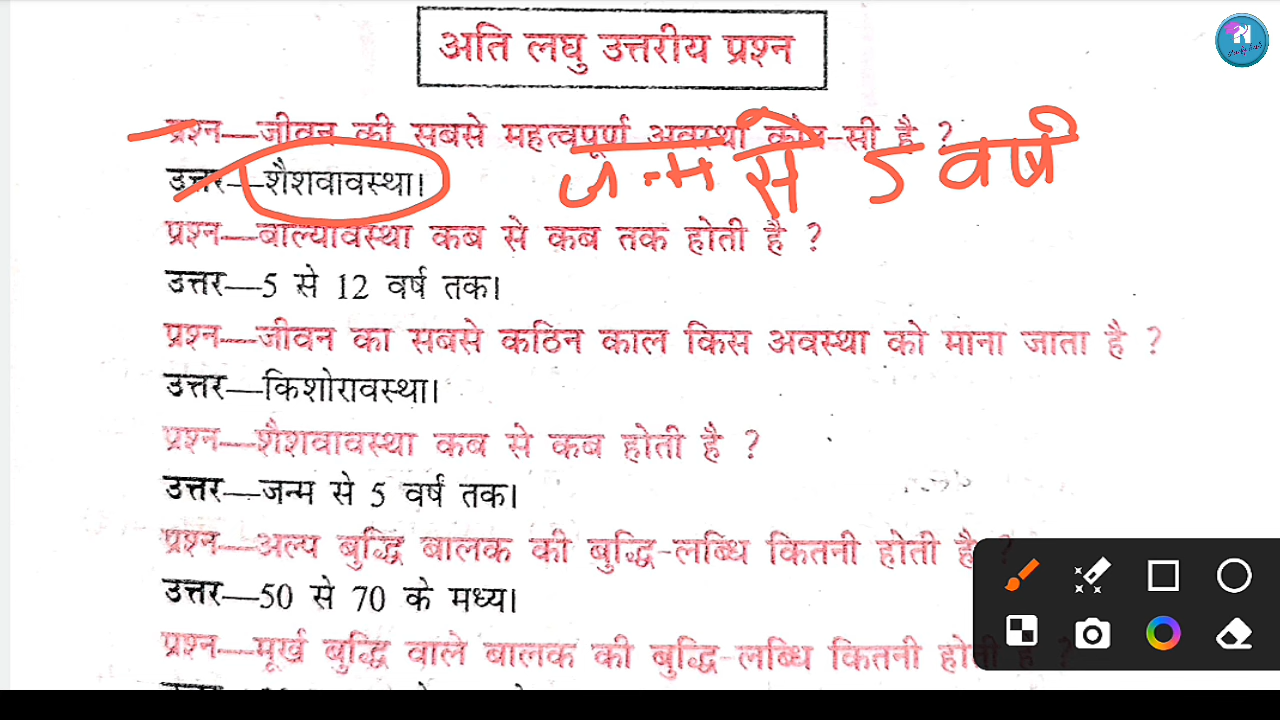 अति लघु उत्तरीय प्रश्न
प्रश्न—जीवन की सबसे महत्वपूर्ण अवस्था कौन-सी है ?
उत्तर—शैशवावस्था।
जन्म से 5 वर्ष
प्रश्न—बाल्यावस्था कब से कब तक होती है ?
उत्तर—5 से 12 वर्ष तक।
प्रश्न—जीवन का सबसे कठिन काल किस अवस्था को माना जाता है ?
उत्तर—किशोरावस्था।
प्रश्न—शैशवावस्था कब से कब होती है ?
उत्तर—जन्म से 5 वर्ष तक।
प्रश्न—अल्प बुद्धि बालक की बुद्धि-लब्धि कितनी होती है ?
उत्तर—50 से 70 के मध्य।
प्रश्न—मूर्ख बुद्धि वाले बालक की बुद्धि-लब्धि कितनी होती है ?